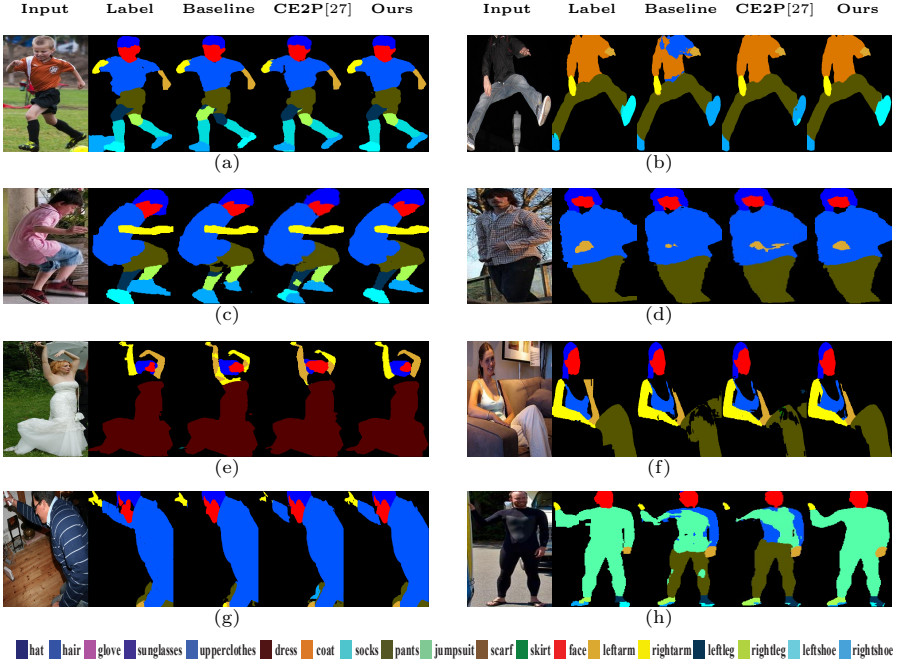 Input Label Baseline CE2P[27] Ours Input Label Baseline CE2P[27] Ours
(a) (b)
(c) (d)
(e) (f)
(g) (h)
hat hair glove sunglasses upperclothes dress coat socks pants jumpsuit scarf skirt face leftarm rightarm leftleg rightleg leftshoe rightshoe